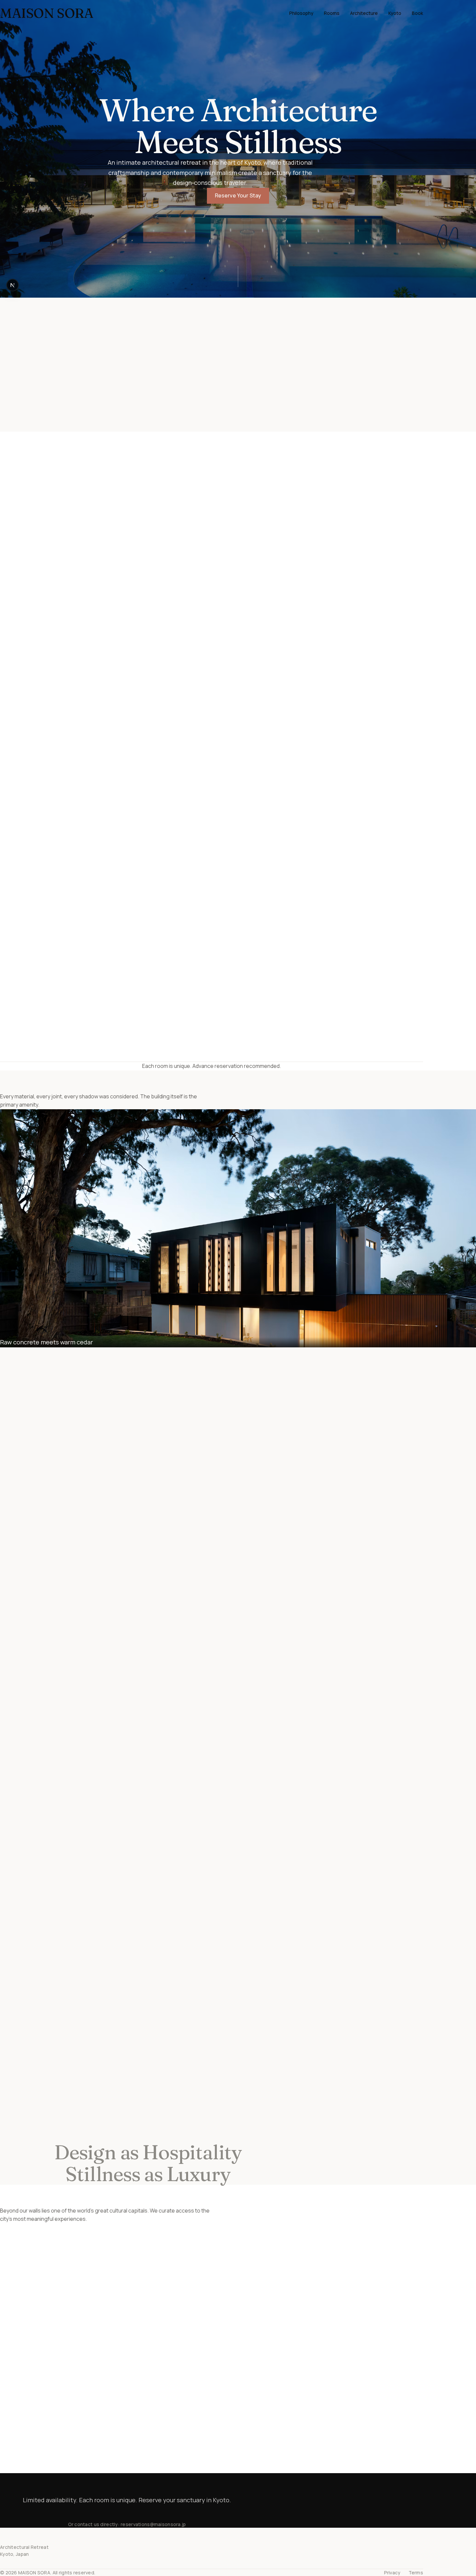 MAISON SORA
Philosophy Rooms Architecture Kyoto Book
Where Architecture
Meets Stillness
An intimate architectural retreat in the heart of Kyoto, where traditional
craftsmanship and contemporary minimalism create a sanctuary for the
design-conscious traveler.
Reserve Your Stay
N
Each room is unique. Advance reservation recommended.
Every material, every joint, every shadow was considered. The building itself is the
primary amenity.
Raw concrete meets warm cedar
Design as Hospitality
Stillness as Luxury
Beyond our walls lies one of the world's great cultural capitals. We curate access to the
city's most meaningful experiences.
Limited availability. Each room is unique. Reserve your sanctuary in Kyoto.
Or contact us directly: reservations@maisonsora.jp
Architectural Retreat
Kyoto, Japan
© 2026 MAISON SORA. All rights reserved.
Privacy Terms